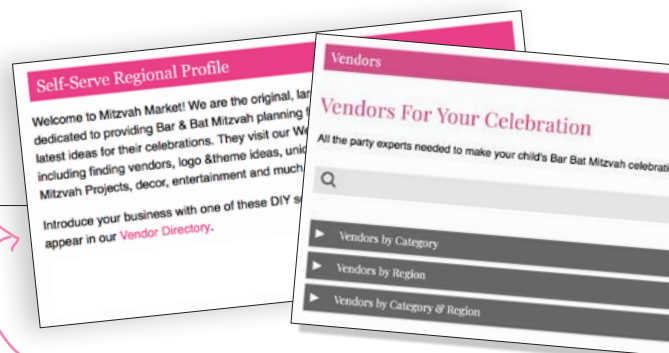 Self-Serve Regional Profile
Welcome to Mitzvah Market! We are the original,
dedicated to providing Bar & Bat Mitzvah planning
latest ideas for their celebrations. They visit our
including finding vendors, logo &theme ideas,
Mitzvah Projects, decor, entertainment and much
Introduce your business with one of these DIY
appear in our Vendor Directory.
Vendors
Vendors For Your Celebration
All the party experts needed to make your child's Bar Bat Mitzvah
Vendors by Category
Vendors by Region
Vendors by Category & Region